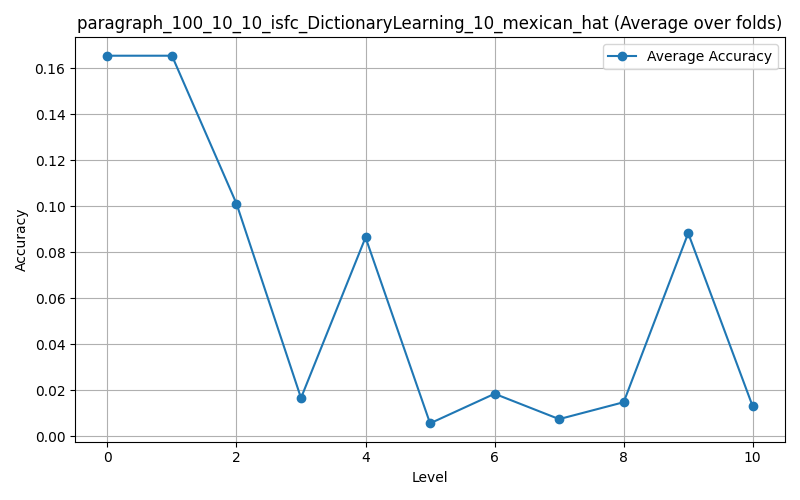 paragraph_100_10_10_isfc_DictionaryLearning_10_mexican_hat (Average over folds)
Average Accuracy
Accuracy
0.16
0.14
0.12
0.10
0.08
0.06
0.04
0.02
0.00
0 2 4 6 8 10
Level